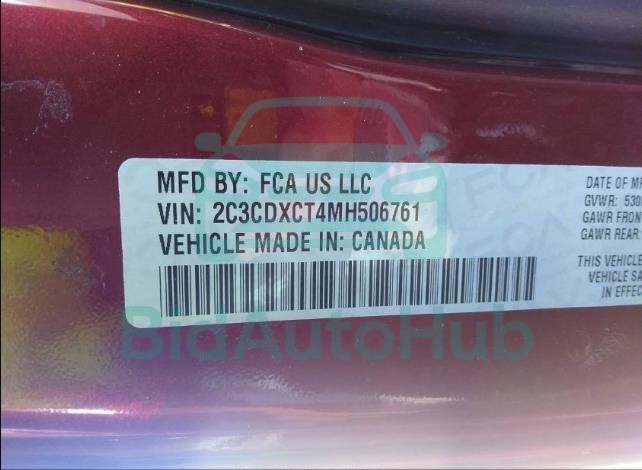 MFD BY: FCA US LLC
VIN: 2C3CDXCT4MH506761
VEHICLE MADE IN: CANADA
DATE OF
GVWR:
GAWR FRON
GAWR REAR:
THIS VEHICLE
VEHICLE SA
IN EFFEC
BidAutoHub